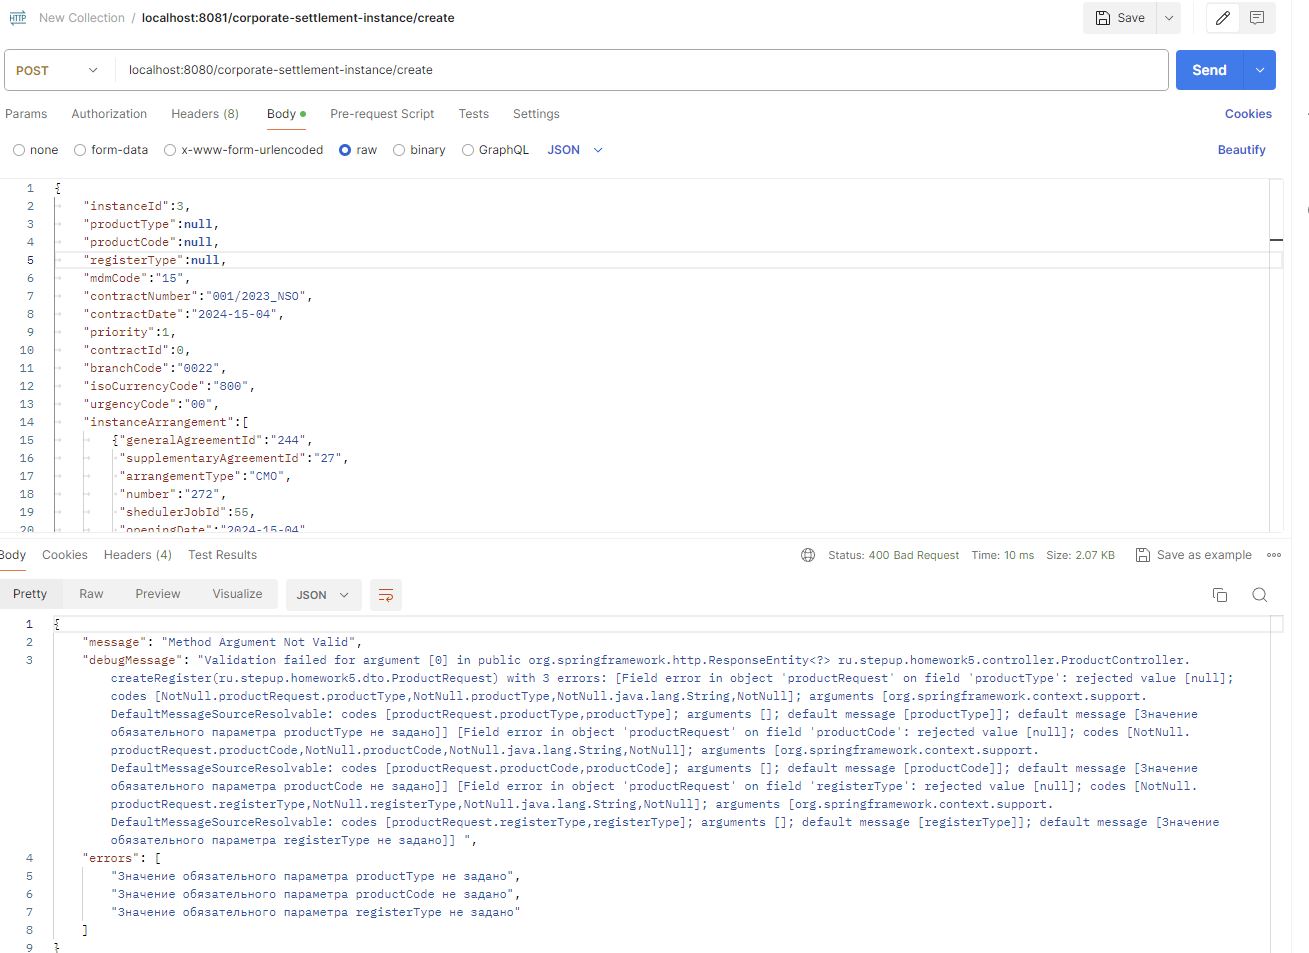 HTTP New Collection / localhost:8081/corporate-settlement-instance/create Save
POST localhost:8080/corporate-settlement-instance/create Send
Params Authorization Headers (8) Body Pre-request Script Tests Settings Cookies
none form-data x-www-form-urlencoded raw binary GraphQL JSON Beautify
1 {
2 "instanceId":3,
3 "productType":null,
4 "productCode":null,
5 "registerType":null,
6 "mdmCode":"15",
7 "contractNumber":"001/2023_NSO",
8 "contractDate":"2024-15-04",
9 "priority":1,
10 "contractId":0,
11 "branchCode":"0022",
12 "isoCurrencyCode":"800",
13 "urgencyCode":"00",
14 "instanceArrangement":[
15 {"generalAgreementId":"244",
16 "supplementaryAgreementId":"27",
17 "arrangementType":"CMO",
18 "number":"272",
19 "shedulerJobId":55,
20 "openingDate":"2024-15-04"
Body Cookies Headers (4) Test Results Status: 400 Bad Request Time: 10 ms Size: 2.07 KB Save as example
Pretty Raw Preview Visualize JSON
1 {
2 "message": "Method Argument Not Valid",
3 "debugMessage": "Validation failed for argument [0] in public org.springframework.http.ResponseEntity<?> ru.stepup.homework5.controller.ProductController.
createRegister(ru.stepup.homework5.dto.ProductRequest) with 3 errors: [Field error in object 'productRequest' on field 'productType': rejected value [null];
codes [NotNull.productRequest.productType,NotNull.productType,NotNull.java.lang.String,NotNull]; arguments [org.springframework.context.support.
DefaultMessageSourceResolvable: codes [productRequest.productType,productType]; arguments []; default message [productType]]; default message [Значение
обязательного параметра productType не задано]] [Field error in object 'productRequest' on field 'productCode': rejected value [null]; codes [NotNull.
productRequest.productCode,NotNull.productCode,NotNull.java.lang.String,NotNull]; arguments [org.springframework.context.support.
DefaultMessageSourceResolvable: codes [productRequest.productCode,productCode]; arguments []; default message [productCode]]; default message [Значение
обязательного параметра productCode не задано]] [Field error in object 'productRequest' on field 'registerType': rejected value [null]; codes [NotNull.
productRequest.registerType,NotNull.registerType,NotNull.java.lang.String,NotNull]; arguments [org.springframework.context.support.
DefaultMessageSourceResolvable: codes [productRequest.registerType,registerType]; arguments []; default message [registerType]]; default message [Значение
обязательного параметра registerType не задано]] ",
4 "errors": [
5 "Значение обязательного параметра productType не задано",
6 "Значение обязательного параметра productCode не задано",
7 "Значение обязательного параметра registerType не задано"
8 ]
9 }